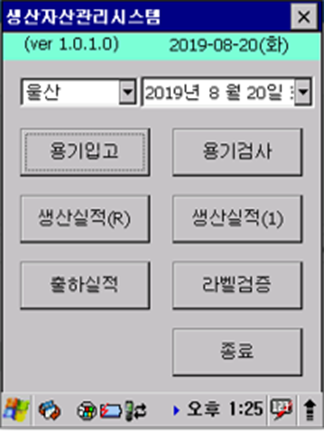 생산자산관리시스템
(ver 1.0.1.0) 2019-08-20(화)
울산 2019년 8 월 20일
용기입고 용기검사
생산실적(R) 생산실적(1)
출하실적 라벨검증
종료
오후 1:25